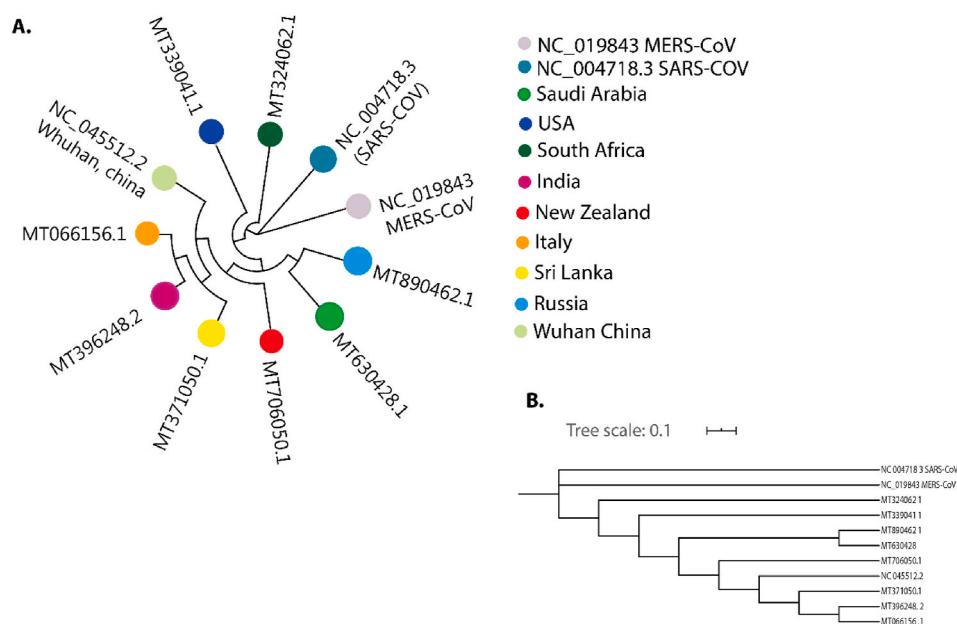 A.
MT339041.1
MT324062.1
NC_004718.3
(SARS-COV)
NC_045512.2
Whuhan, china
NC_019843
MERS-CoV
MT066156.1
MT890462.1
MT396248.2
MT630428.1
MT371050.1
MT706050.1
NC_019843 MERS-CoV
NC_004718.3 SARS-COV
Saudi Arabia
USA
South Africa
India
New Zealand
Italy
Sri Lanka
Russia
Wuhan China
B.
Tree scale: 0.1
NC 004718 3 SARS-CoV
NC_019843 MERS-CoV
MT324062 1
MT339041 1
MT890462 1
MT630428
MT706050.1
NC 045512.2
MT371050.1
MT396248. 2
MT066156 .1